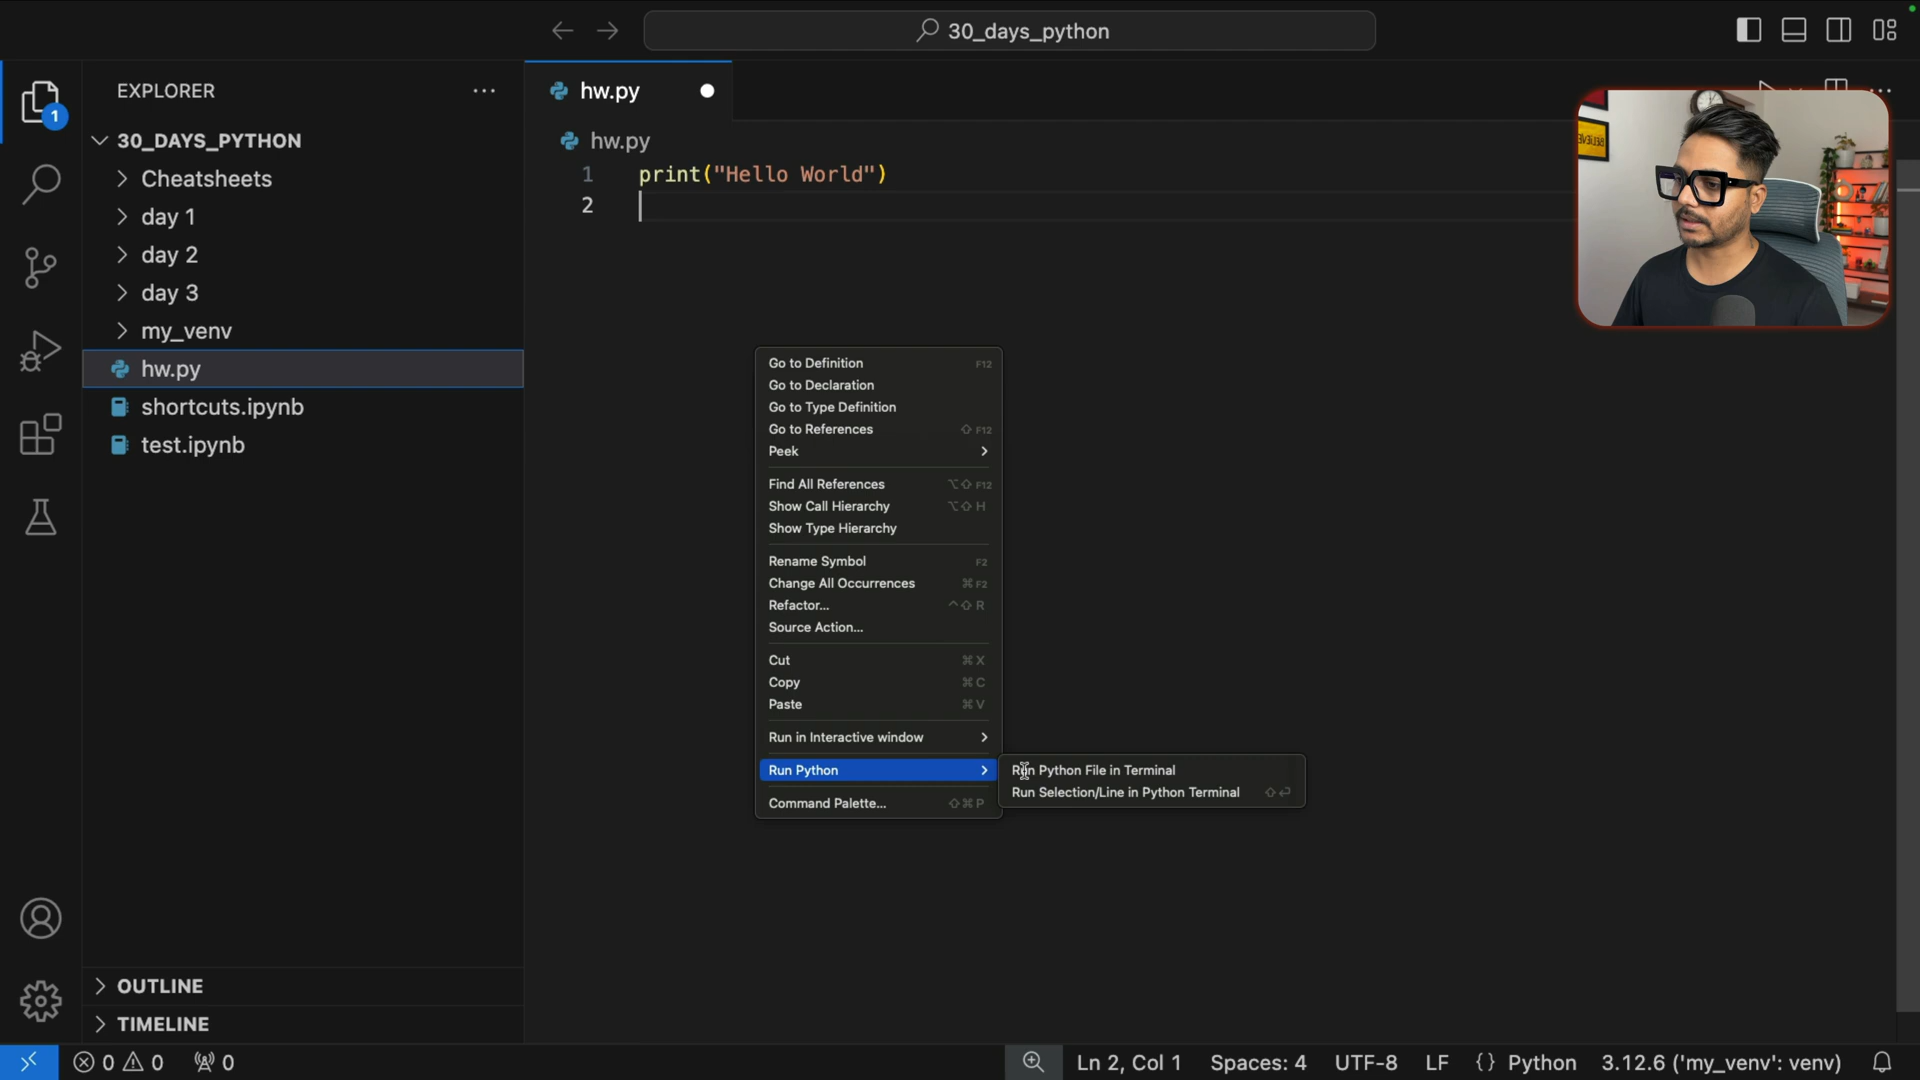 30_days_python
1
EXPLORER
30_DAYS_PYTHON
Cheatsheets
day 1
day 2
day 3
my_venv
hw.py
shortcuts.ipynb
test.ipynb
OUTLINE
TIMELINE
hw.py
hw.py
1 print("Hello World")
2
Go to Definition F12
Go to Declaration
Go to Type Definition
Go to References ⇧ F12
Peek
Find All References ⌥⇧ F12
Show Call Hierarchy ⌥⇧ H
Show Type Hierarchy
Rename Symbol F2
Change All Occurrences ⌘ F2
Refactor... ^⇧ R
Source Action...
Cut ⌘ X
Copy ⌘ C
Paste ⌘ V
Run in Interactive window
Run Python
Command Palette... ⇧⌘ P
Run Python File in Terminal
Run Selection/Line in Python Terminal ⇧⏎
0 0 0
Ln 2, Col 1 Spaces: 4 UTF-8 LF {} Python 3.12.6 ('my_venv': venv)